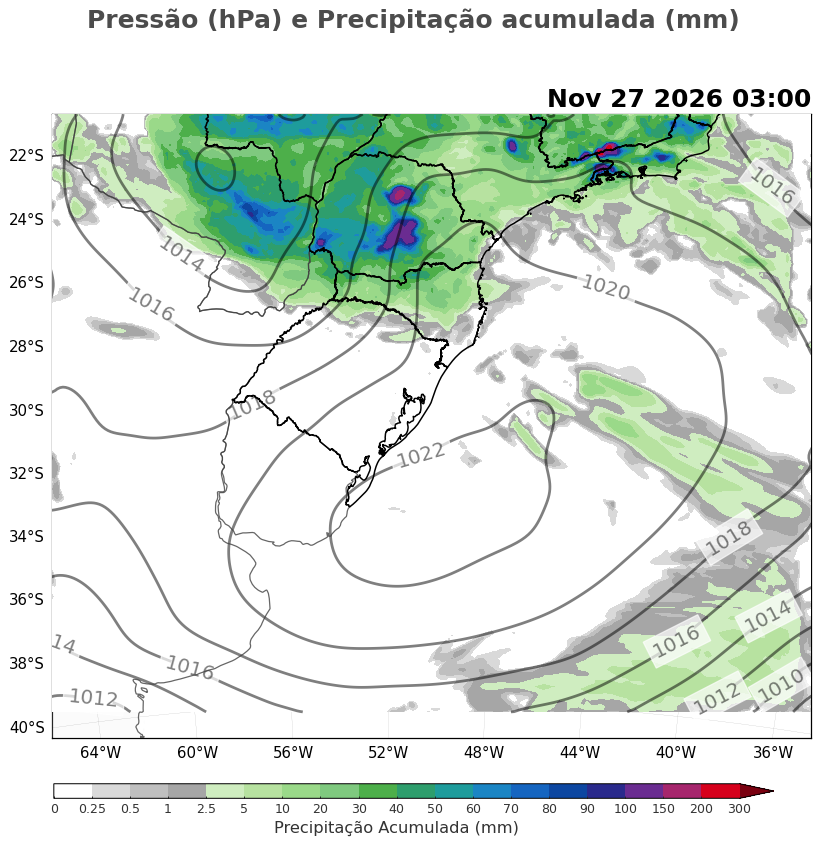 Pressão (hPa) e Precipitação acumulada (mm)
Nov 27 2026 03:00
22°S
24°S
26°S
28°S
30°S
32°S
34°S
36°S
38°S
40°S
1016
1014
1016
1020
1018
1022
1018
1014
1016
14
1016
1012
1012
1010
64°W 60°W 56°W 52°W 48°W 44°W 40°W 36°W
0 0.25 0.5 1 2.5 5 10 20 30 40 50 60 70 80 90 100 150 200 300
Precipitação Acumulada (mm)